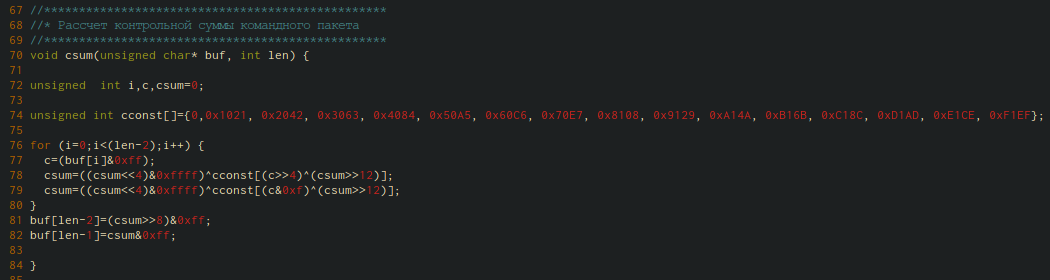 67 //*************************************************
68 //* Рассчет контрольной суммы командного пакета
69 //*************************************************
70 void csum(unsigned char* buf, int len) {
71
72 unsigned  int i,c,csum=0;
73
74 unsigned int cconst[]={0,0x1021, 0x2042, 0x3063, 0x4084, 0x50A5, 0x60C6, 0x70E7, 0x8108, 0x9129, 0xA14A, 0xB16B, 0xC18C, 0xD1AD, 0xE1CE, 0xF1EF};
75
76 for (i=0;i<(len-2);i++) {
77   c=(buf[i]&0xff);
78   csum=((csum<<4)&0xffff)^cconst[(c>>4)^(csum>>12)];
79   csum=((csum<<4)&0xffff)^cconst[(c&0xf)^(csum>>12)];
80 }
81 buf[len-2]=(csum>>8)&0xff;
82 buf[len-1]=csum&0xff;
83
84 }
85